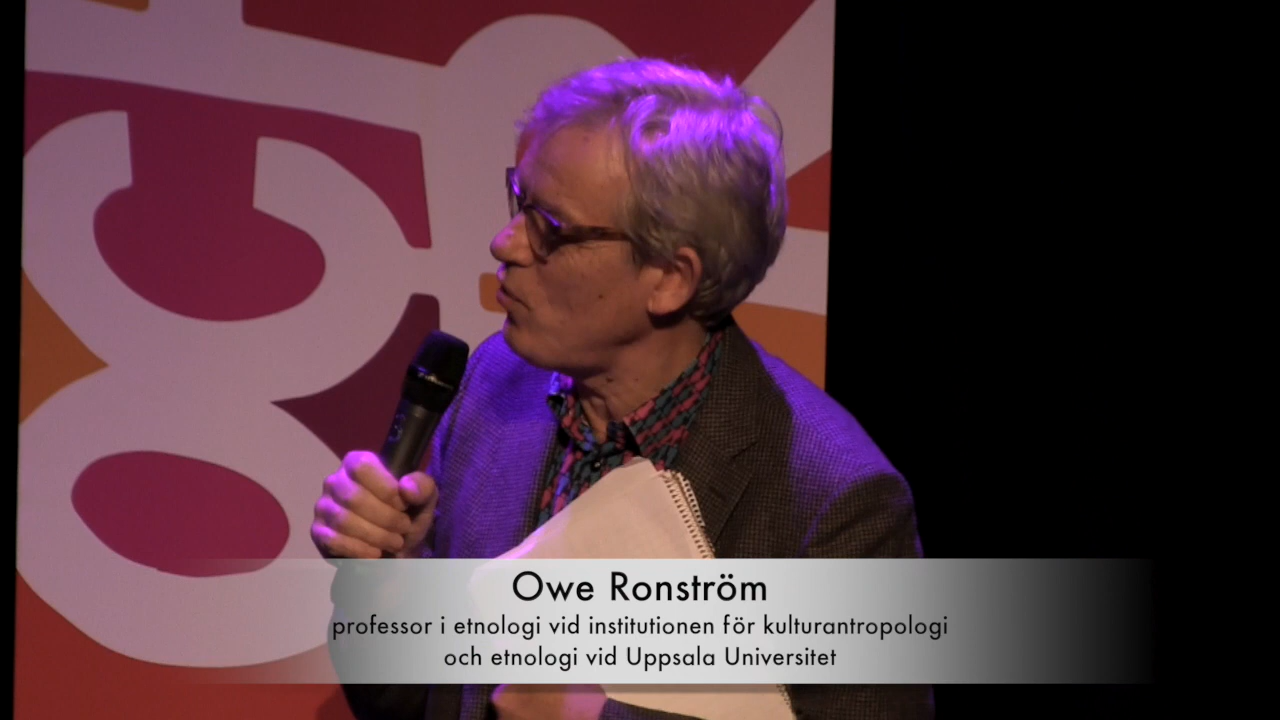 Owe Ronström
professor i etnologi vid institutionen för kulturantropologi
och etnologi vid Uppsala Universitet